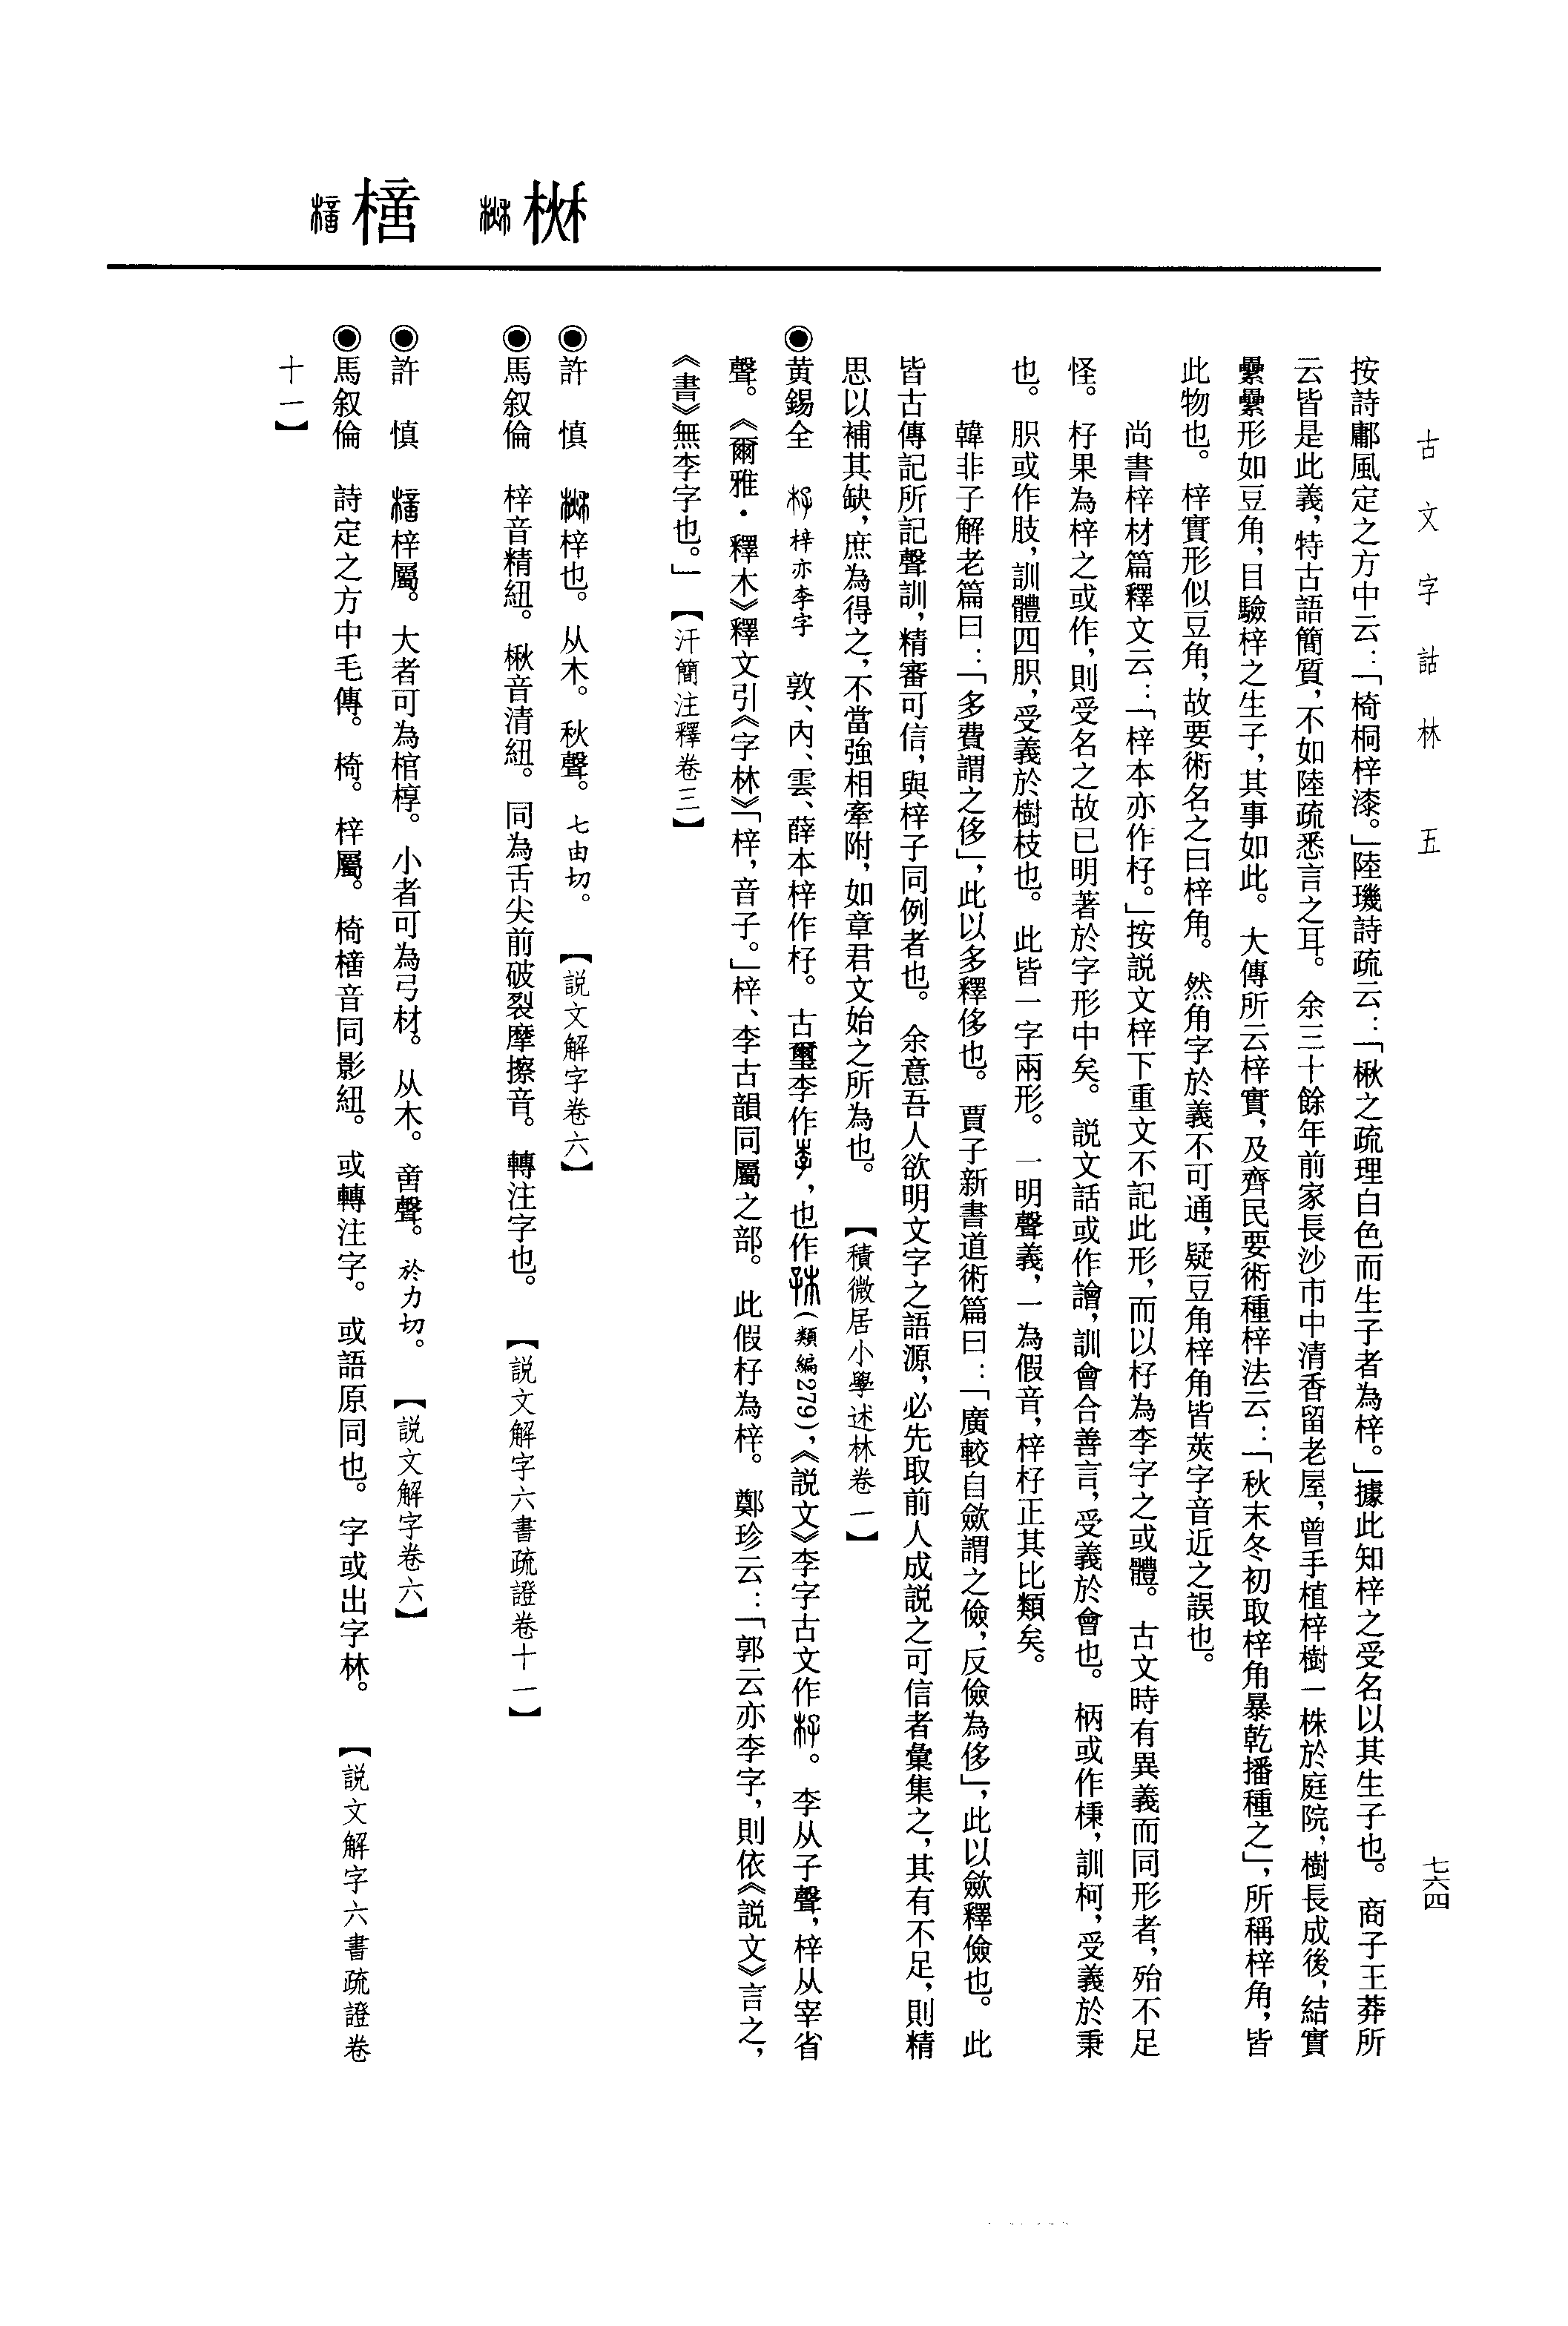 古文字詁林 五
七六四
按詩鄘風定之方中云：「椅桐梓漆。」陸璣詩疏云：「楸之疏理白色而生子者為梓。」據此知梓之受名以其生子也。商子王莽所
云皆是此義，特古語簡質，不如陸疏悉言之耳。余三十餘年前家長沙市中清香留老屋，曾手植梓樹一株於庭院，樹長成後，結實
纍纍形如豆角，目驗梓之生子，其事如此。大傳所云梓實，及齊民要術種梓法云：「秋末冬初取梓角暴乾播種之」，所稱梓角，皆
此物也。梓實形似豆角，故要術名之曰梓角。然角字於義不可通，疑豆角梓角皆莢字音近之誤也。
尚書梓材篇釋文云：「梓本亦作杍。」按説文梓下重文不記此形，而以杍為李字之或體。古文時有異義而同形者，殆不足
怪。杍果為梓之或作，則受名之故已明著於字形中矣。説文話或作譮，訓會合善言，受義於會也。柄或作棅，訓柯，受義於秉
也。胑或作肢，訓體四胑，受義於樹枝也。此皆一字兩形。一明聲義，一為假音，梓杍正其比類矣。
韓非子解老篇曰：「多費謂之侈」，此以多釋侈也。賈子新書道術篇曰：「廣較自歛謂之儉，反儉為侈」，此以歛釋儉也。此
皆古傳記所記聲訓，精審可信，與梓子同例者也。余意吾人欲明文字之語源，必先取前人成説之可信者彙集之，其有不足，則精
思以補其缺，庶為得之，不當強相牽附，如章君文始之所為也。【積微居小學述林卷一】
◉黄錫全 梓亦李字 敦、內、雲、薛本梓作杍。古璽李作，也作（類編279），《説文》李字古文作。李从子聲，梓从宰省
聲。《爾雅·釋木》釋文引《字林》「梓，音子。」梓、李古韻同屬之部。此假杍為梓。鄭珍云：「郭云亦李字，則依《説文》言之，
《書》無李字也。」【汗簡注釋卷三】
楸
◉許 慎 梓也。从木。秋聲。七由切。【説文解字卷六】
◉馬叙倫 梓音精紐。楸音清紐。同為舌尖前破裂摩擦音。轉注字也。【説文解字六書疏證卷十一】
檍
◉許 慎 梓屬。大者可為棺椁。小者可為弓材。从木。啻聲。於力切。【説文解字卷六】
◉馬叙倫 詩定之方中毛傳。椅。梓屬。椅音同影紐。或轉注字。或語原同也。字或出字林。【説文解字六書疏證卷
十一】